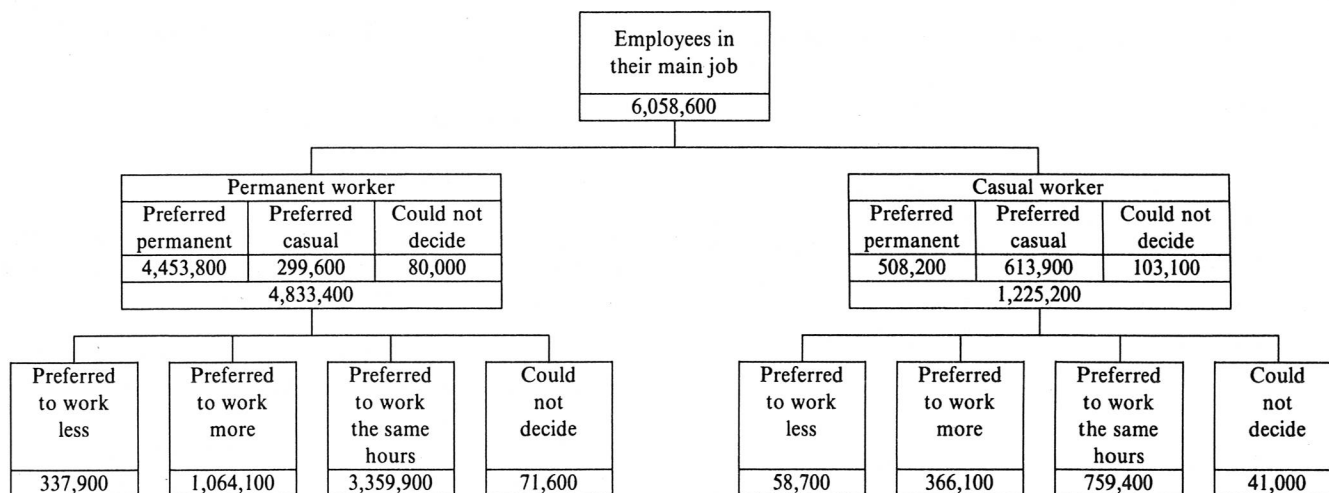 Employees in
their main job
6,058,600
Permanent worker
Preferred permanent
Preferred casual
Could not decide
4,453,800
299,600
80,000
4,833,400
Casual worker
Preferred permanent
Preferred casual
Could not decide
508,200
613,900
103,100
1,225,200
Preferred
to work
less
337,900
Preferred
to work
more
1,064,100
Preferred
to work
the same
hours
3,359,900
Could
not
decide
71,600
Preferred
to work
less
58,700
Preferred
to work
more
366,100
Preferred
to work
the same
hours
759,400
Could
not
decide
41,000